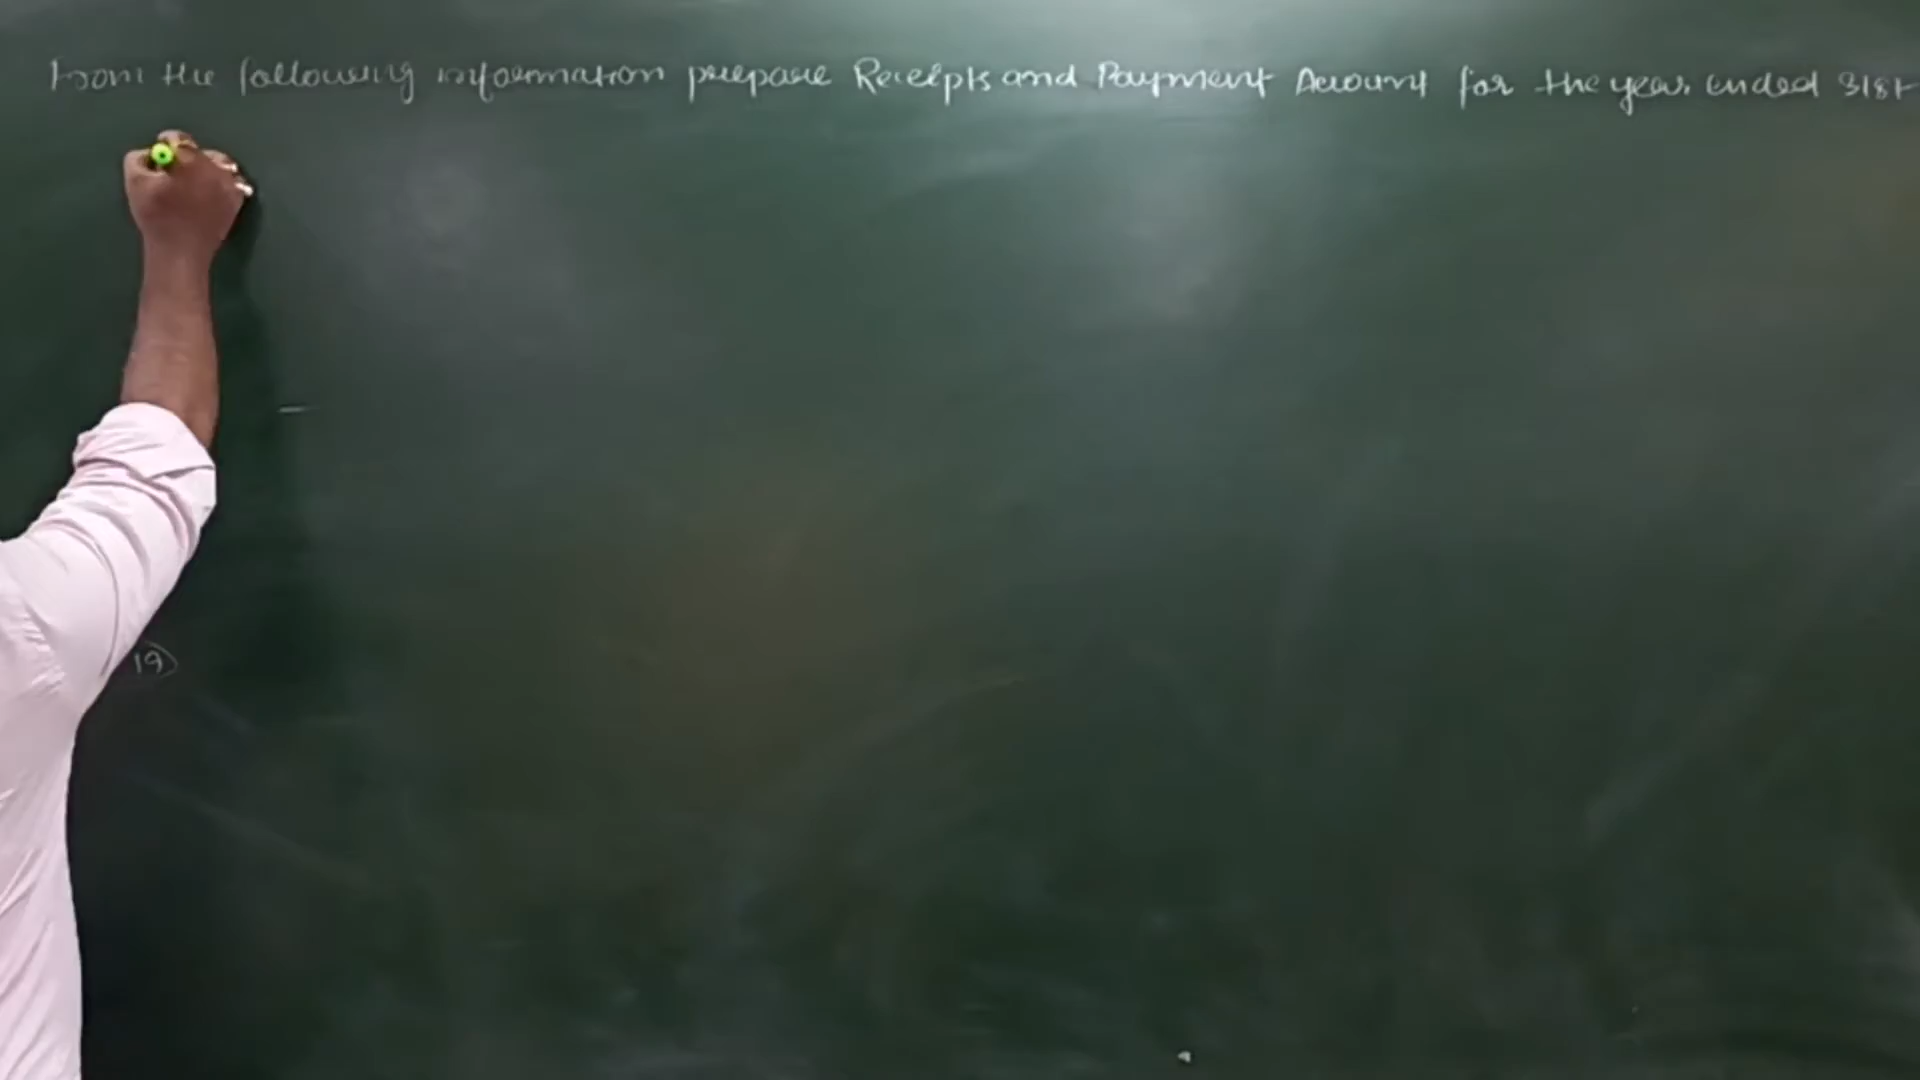 From the following information prepare Receipts and Payment Account for the year ended 31st
19)